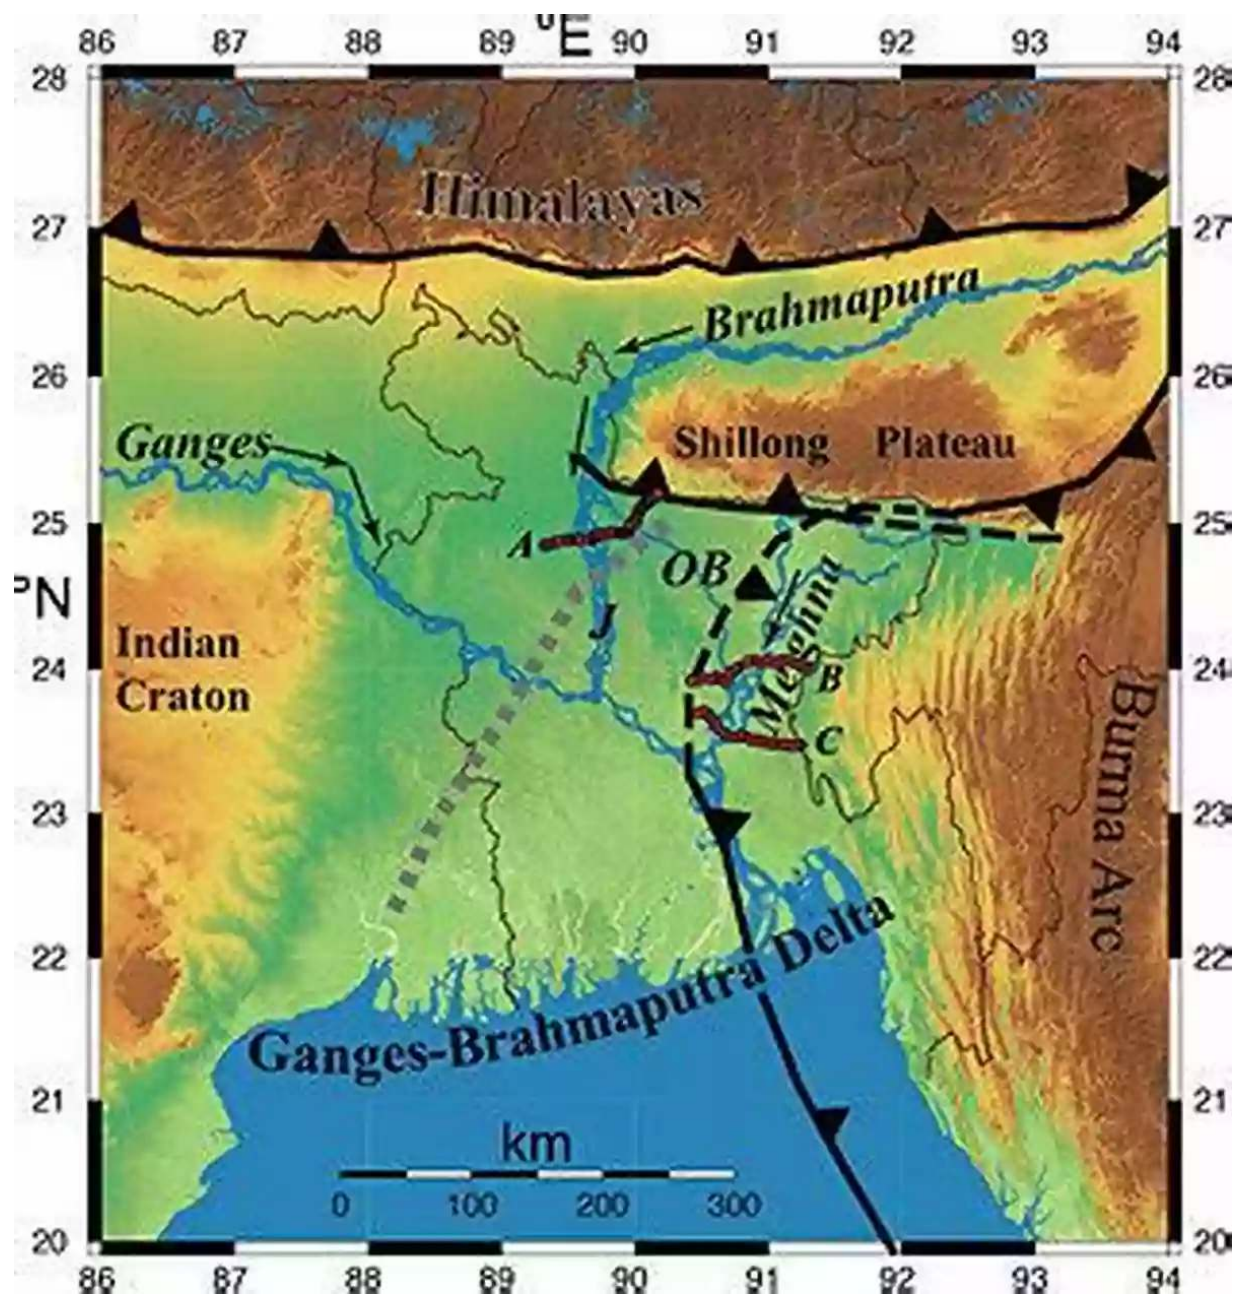 °E
86 87 88 89 90 91 92 93 94
28 28
Himalayas
27 27
Brahmaputra
26 26
Ganges
Shillong Plateau
25 25
A
OB
°N
Meghna
J
Indian
Craton
24 24
B
Burma Arc
C
23 23
22 22
Ganges-Brahmaputra Delta
21 21
km
0 100 200 300
20 20
86 87 88 89 90 91 92 93 94